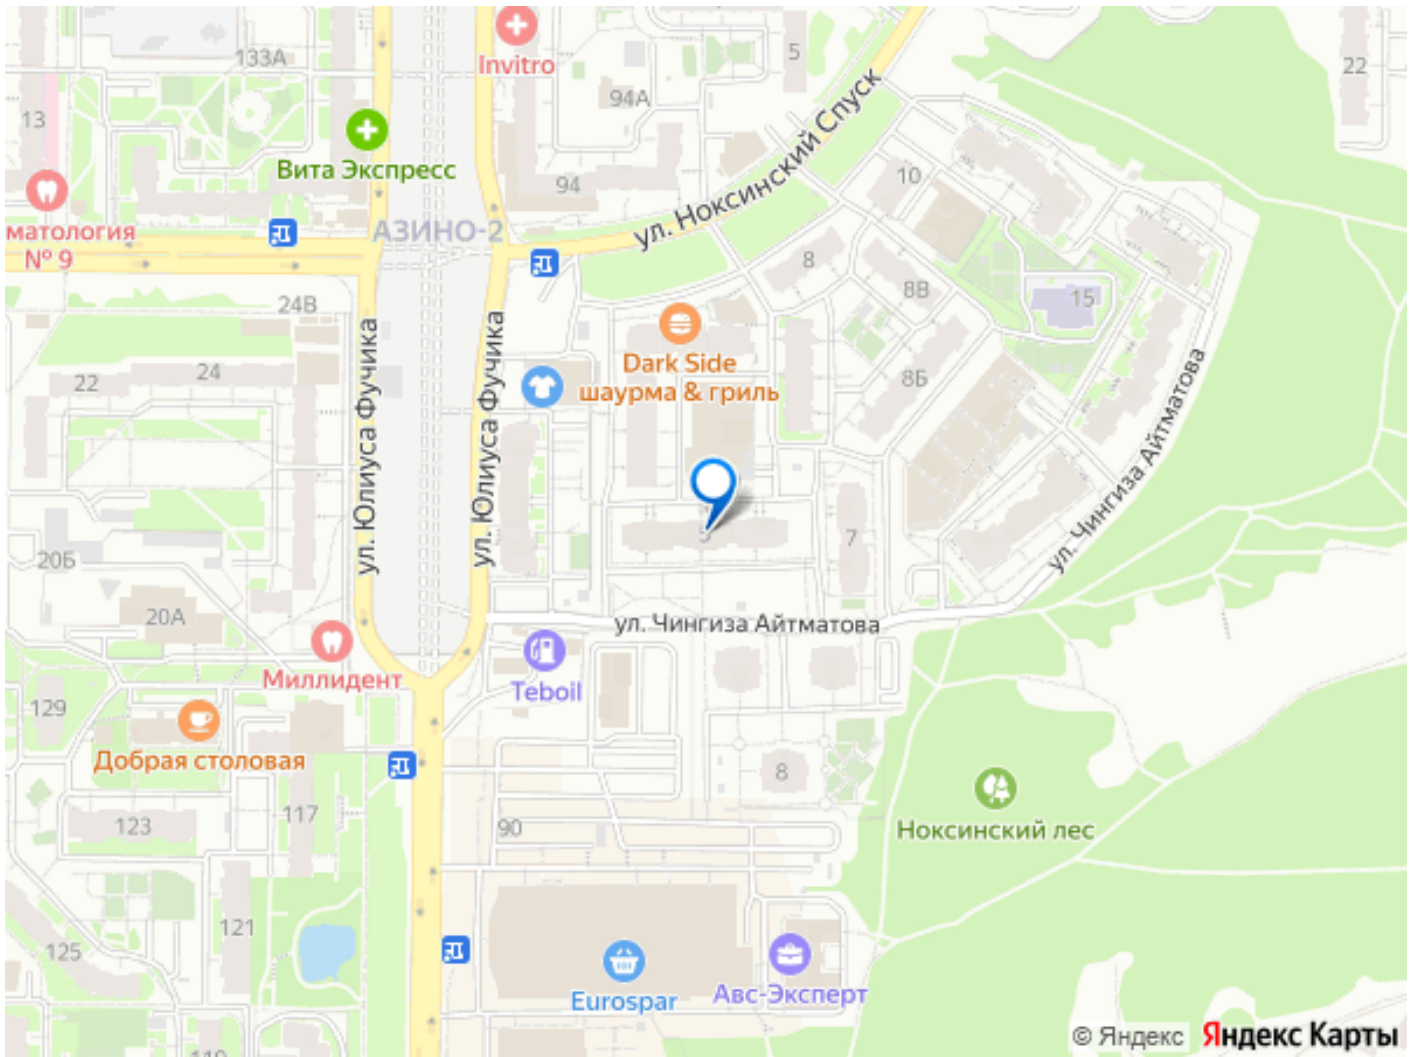 133А
Invitro
5
22
13
94А
Вита Экспресс
94
10
матология
№ 9
АЗИНО-2
ул. Ноксинский Спуск
8
8В
15
24В
ул. Юлиуса Фучика
ул. Юлиуса Фучика
Dark Side
шаурма & гриль
22
24
8Б
ул. Чингиза Айтматова
20Б
7
20А
ул. Чингиза Айтматова
Миллидент
Teboil
129
Добрая столовая
8
123
117
90
Ноксинский лес
121
125
Eurospar
Авс-Эксперт
© Яндекс
Яндекс Карты